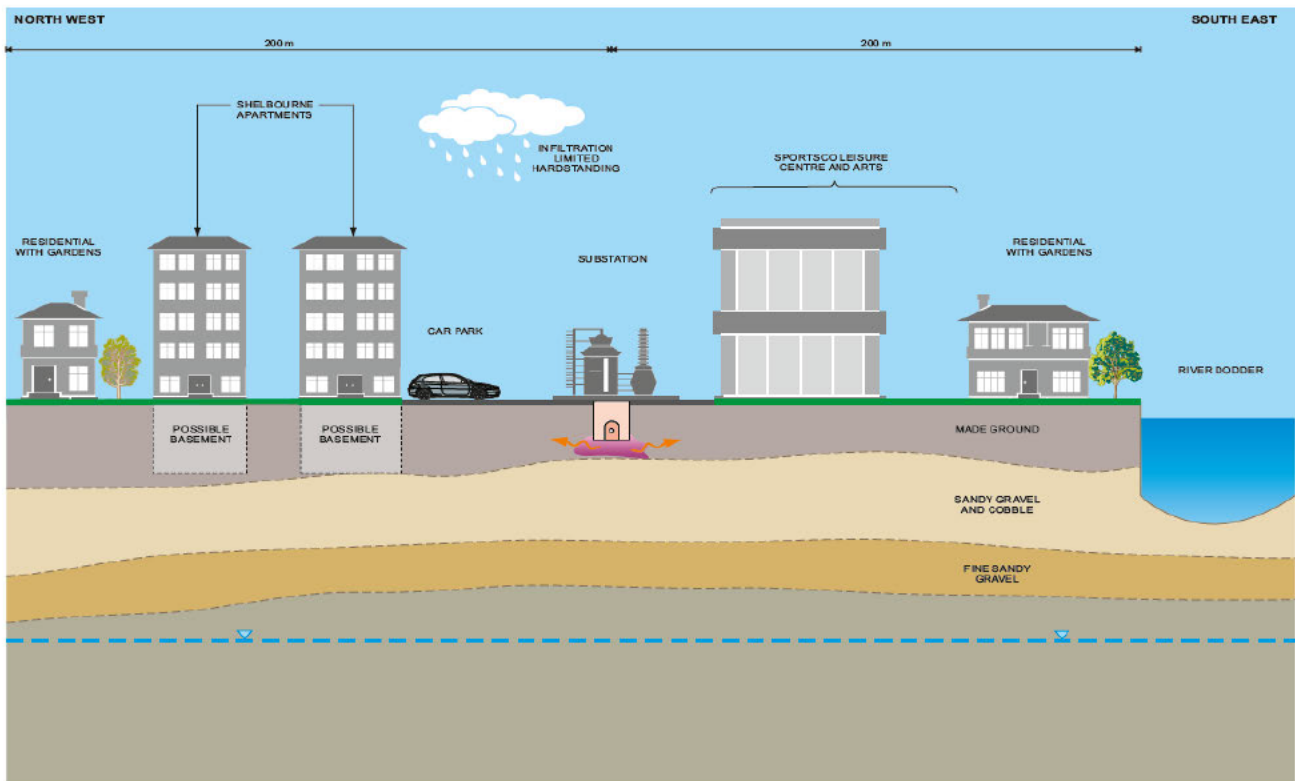 NORTH WEST
SOUTH EAST
200 m
200 m
SHELBOURNE
APARTMENTS
INFILTRATION
LIMITED
HARDSTANDING
SPORTSCO LEISURE
CENTRE AND ARTS
RESIDENTIAL
WITH GARDENS
SUBSTATION
RESIDENTIAL
WITH GARDENS
CAR PARK
RIVER DODDER
POSSIBLE
BASEMENT
POSSIBLE
BASEMENT
MADE GROUND
SANDY GRAVEL
AND COBBLE
FINE SANDY
GRAVEL